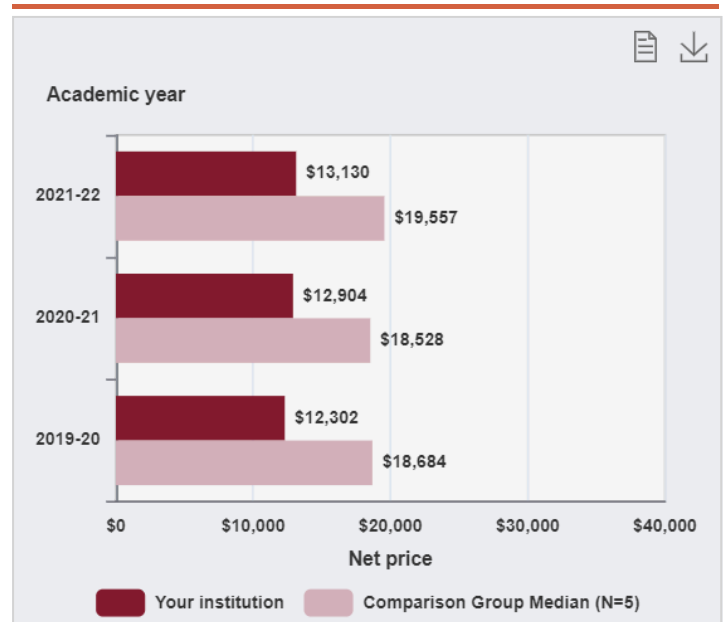 Academic year
2021-22
$13,130
$19,557
2020-21
$12,904
$18,528
2019-20
$12,302
$18,684
$0 $10,000 $20,000 $30,000 $40,000
Net price
Your institution Comparison Group Median (N=5)